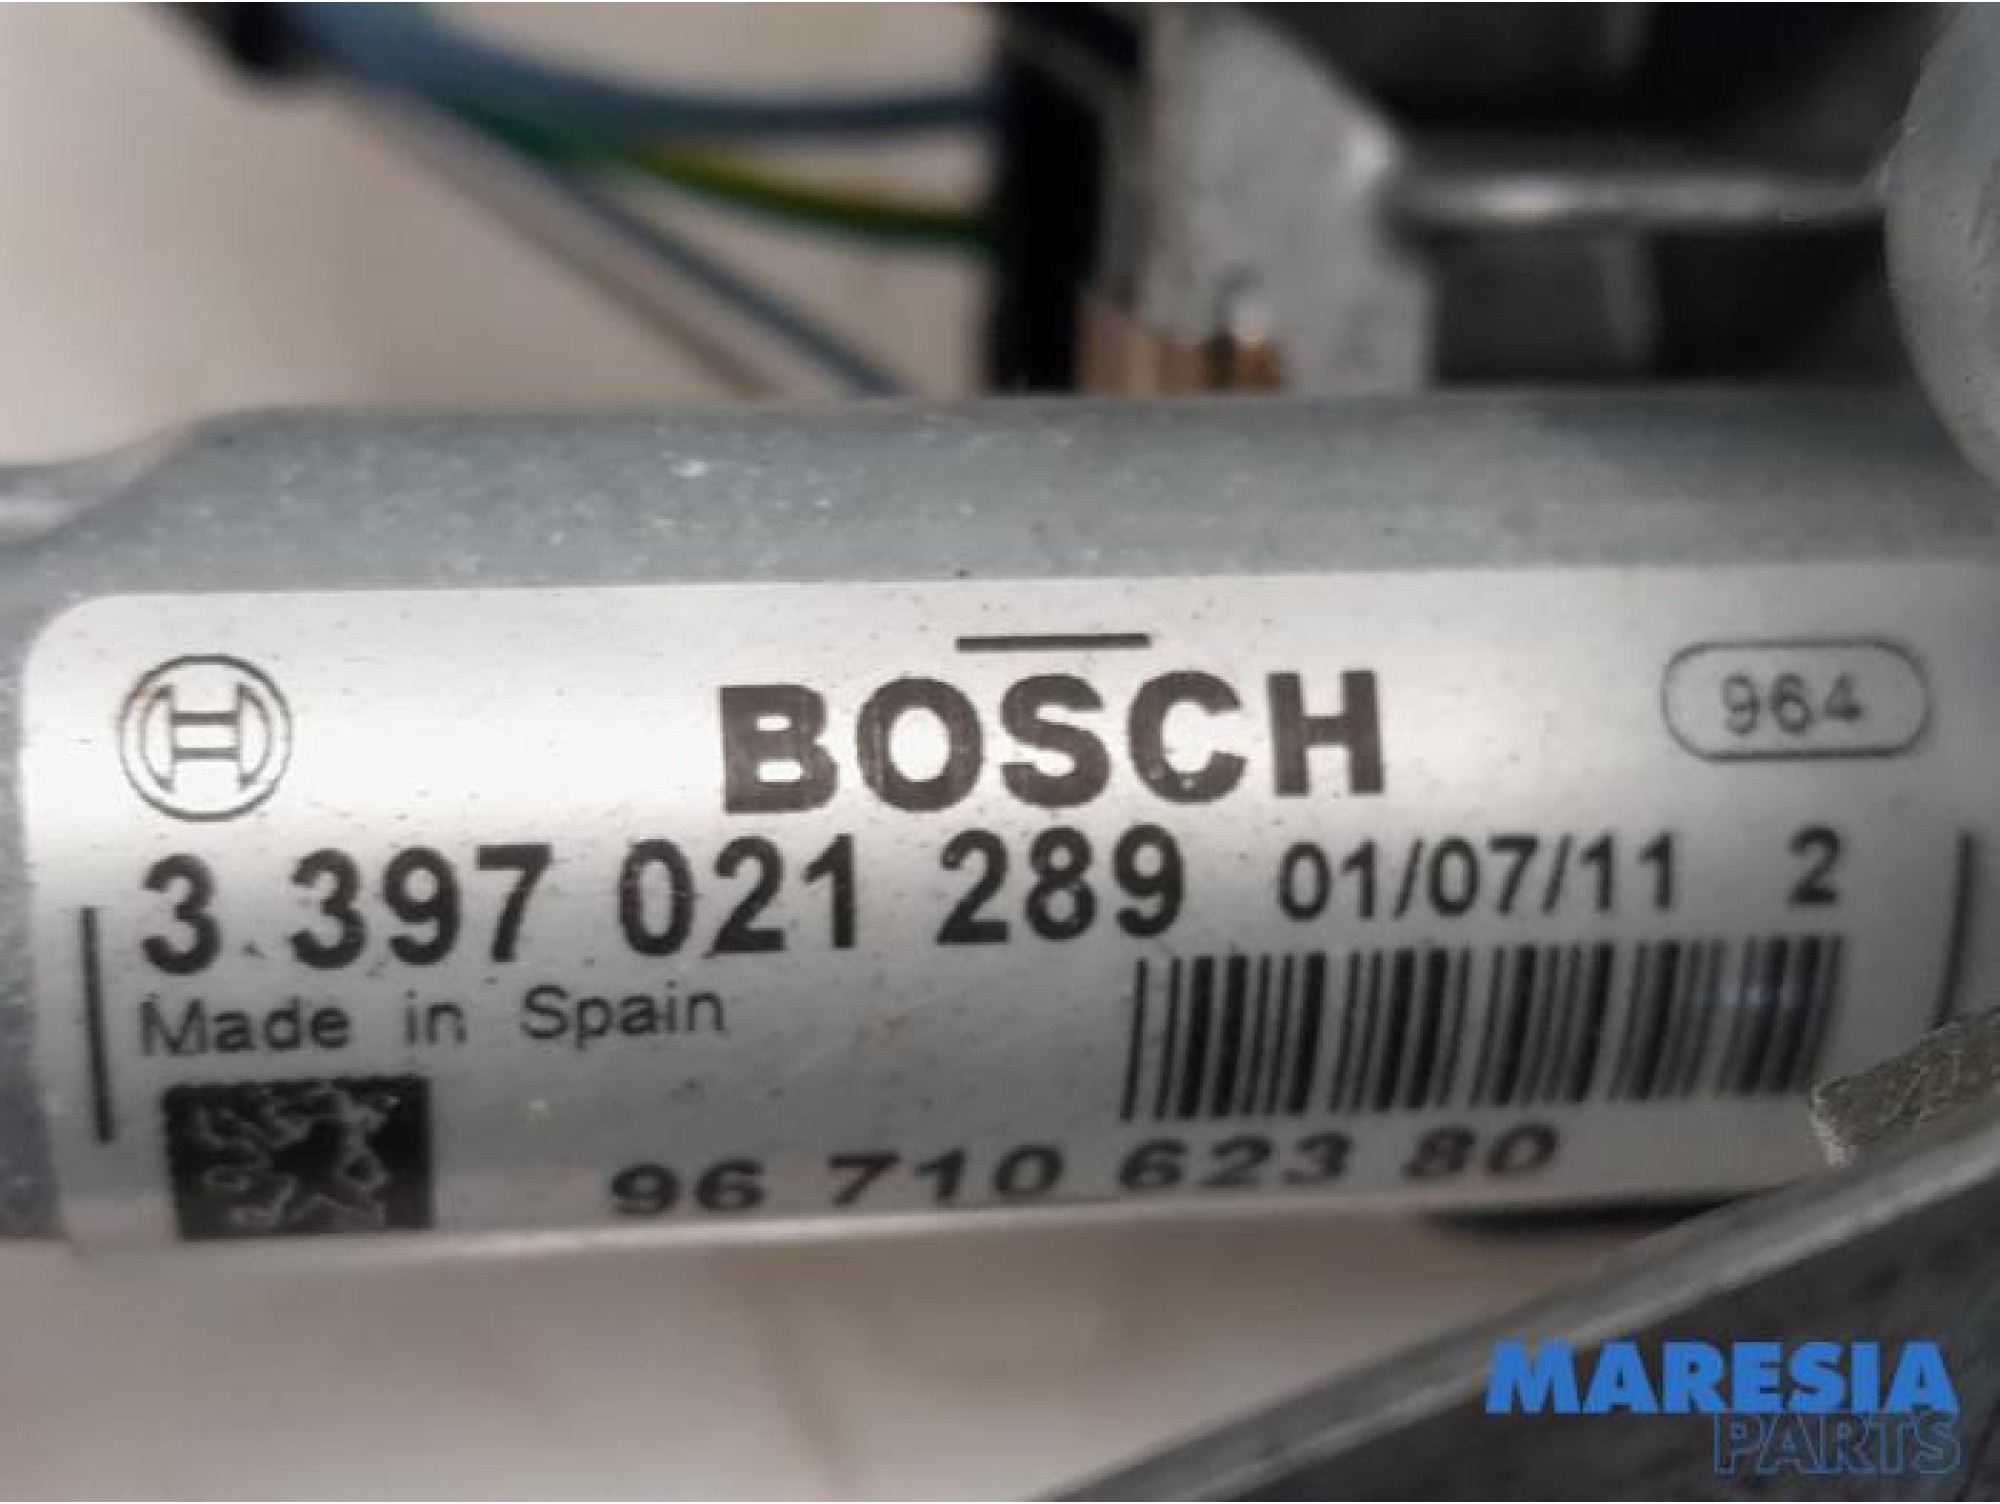 BOSCH
964
3 397 021 289 01/07/11 2
Made in Spain
96 710 623 80
MARESIA
PARTS